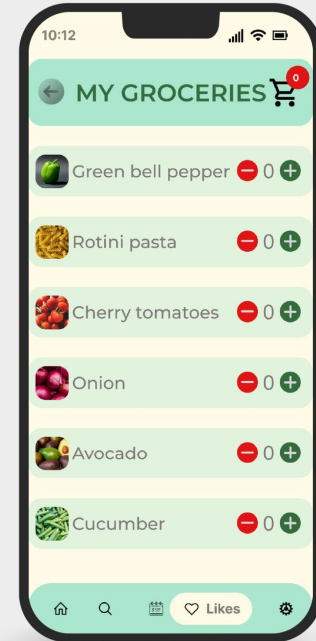 10:12
MY GROCERIES
0
Green bell pepper 0
Rotini pasta 0
Cherry tomatoes 0
Onion 0
Avocado 0
Cucumber 0
Likes